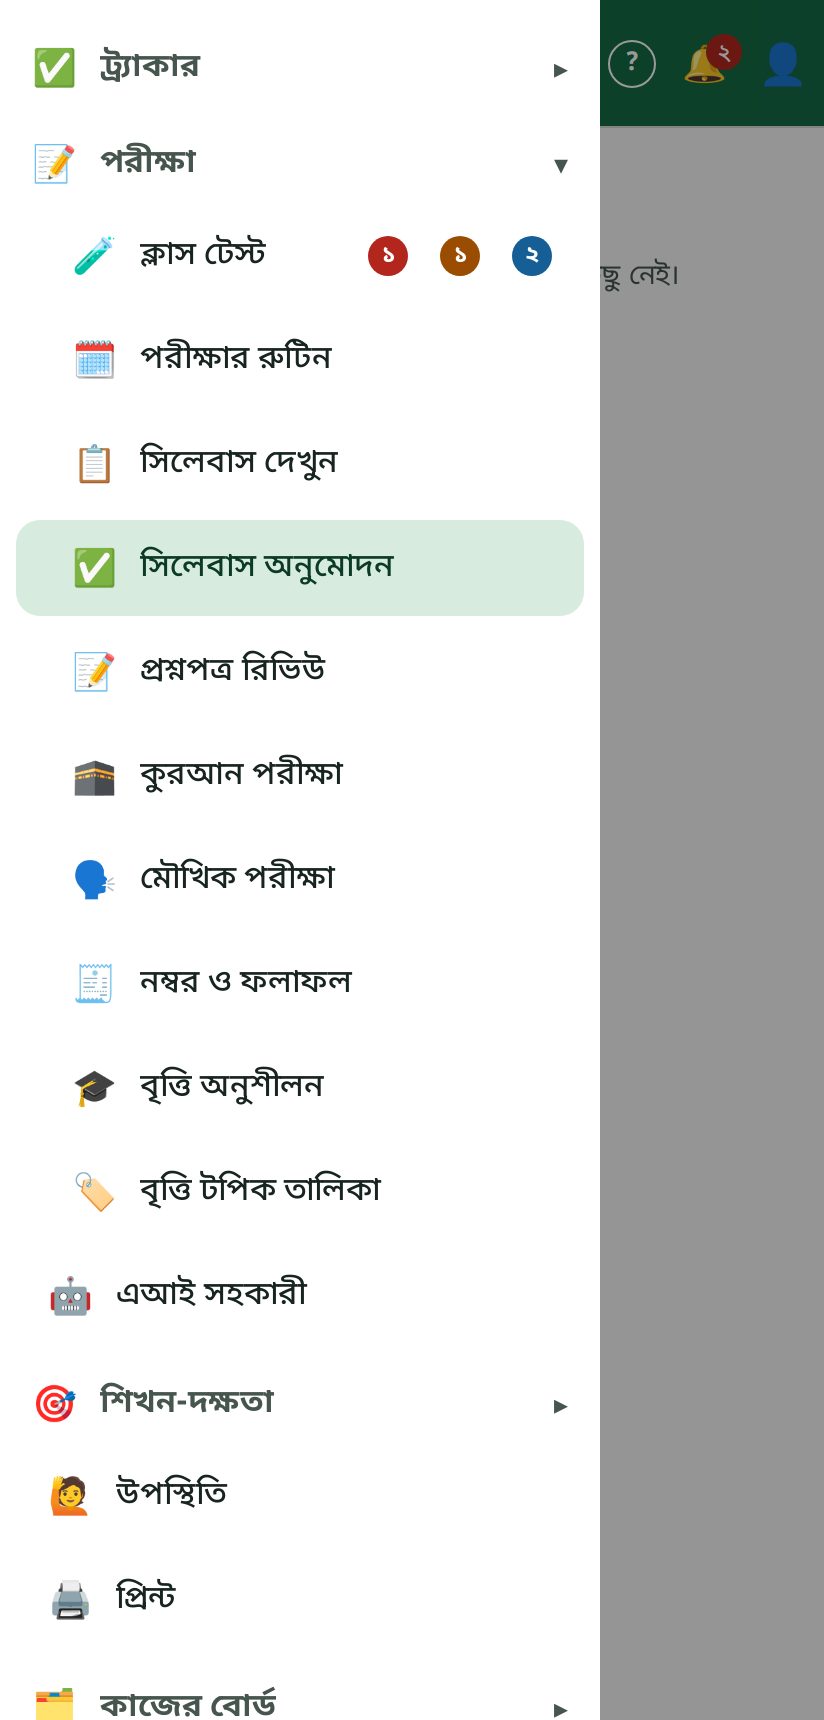 ট্র্যাকার
?
২
পরীক্ষা
ক্লাস টেস্ট ১ ১ ২
নেই।
পরীক্ষার রুটিন
সিলেবাস দেখুন
সিলেবাস অনুমোদন
প্রশ্নপত্র রিভিউ
কুরআন পরীক্ষা
মৌখিক পরীক্ষা
নম্বর ও ফলাফল
বৃত্তি অনুশীলন
বৃত্তি টপিক তালিকা
এআই সহকারী
শিখন-দক্ষতা
উপস্থিতি
প্রিন্ট
কাজের বোর্ড